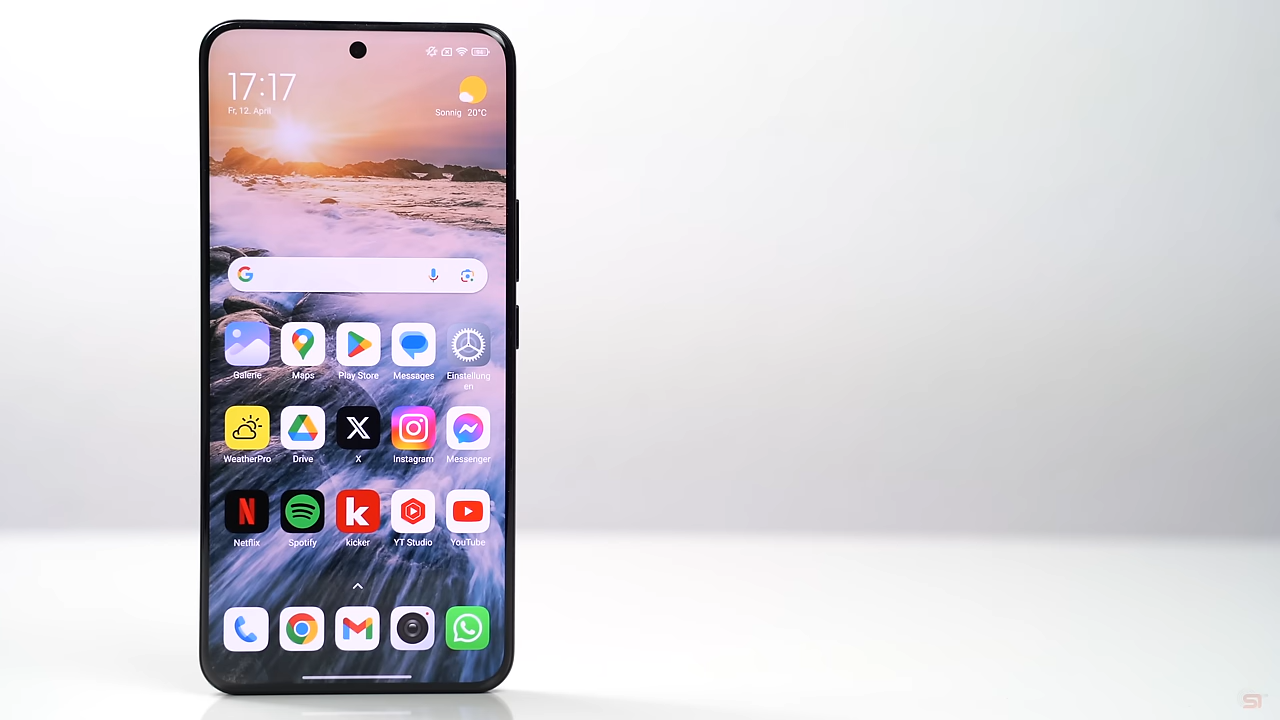 17:17
Fr, 12. April
Sonnig 20°C
Galerie Maps Play Store Messages Einstellung
en
WeatherPro Drive X Instagram Messenger
N
k
Netflix Spotify kicker YT Studio YouTube
SI